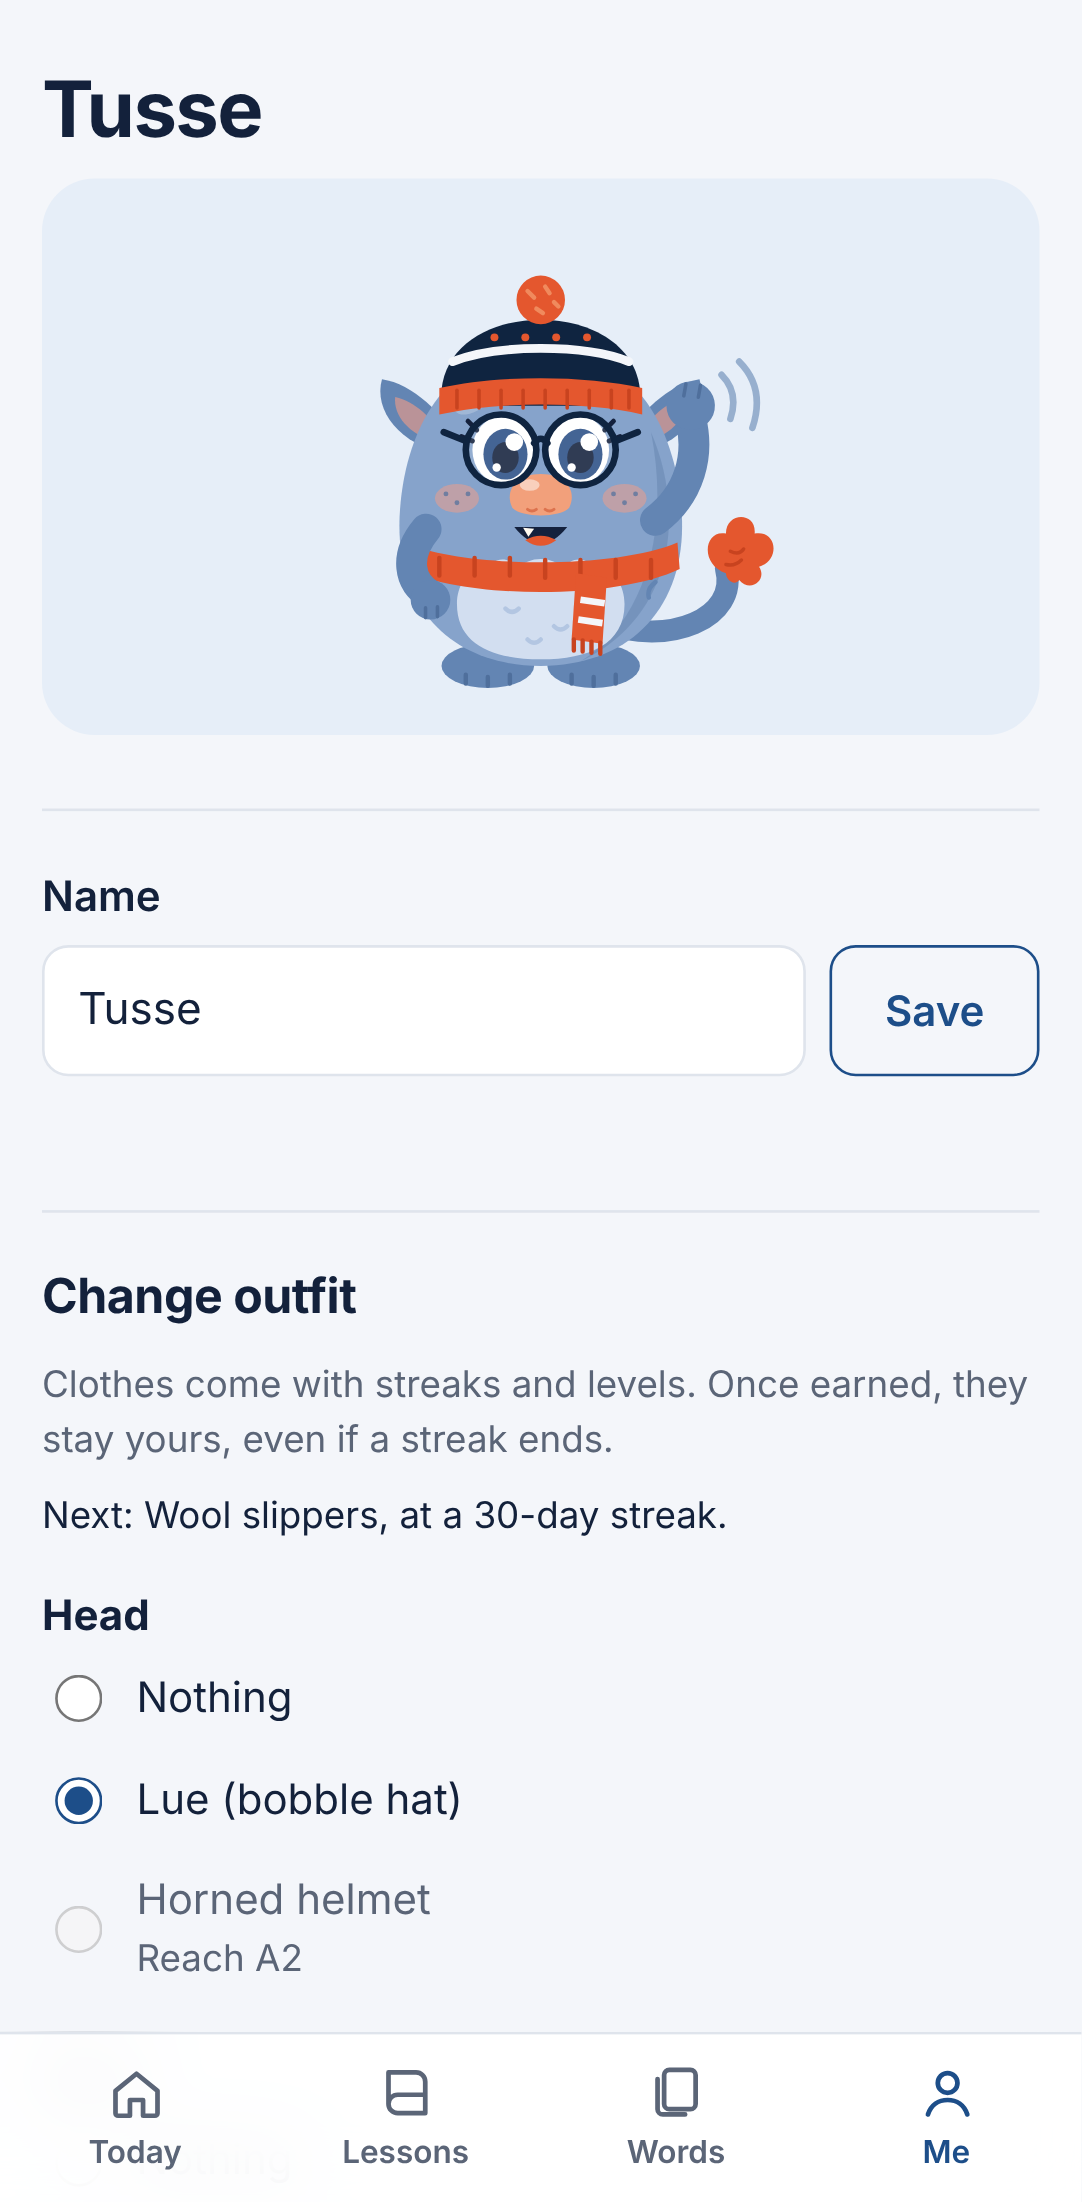 Tusse
Name
Tusse
Save
Change outfit
Clothes come with streaks and levels. Once earned, they
stay yours, even if a streak ends.
Next: Wool slippers, at a 30-day streak.
Head
Nothing
Lue (bobble hat)
Horned helmet
Reach A2
Today
Lessons
Words
Me